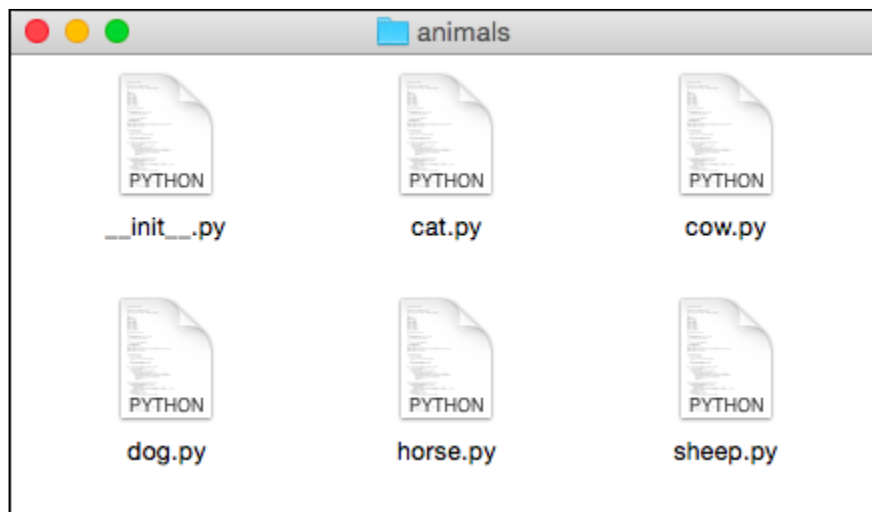 animals
PYTHON PYTHON PYTHON
__init__.py cat.py cow.py
PYTHON PYTHON PYTHON
dog.py horse.py sheep.py